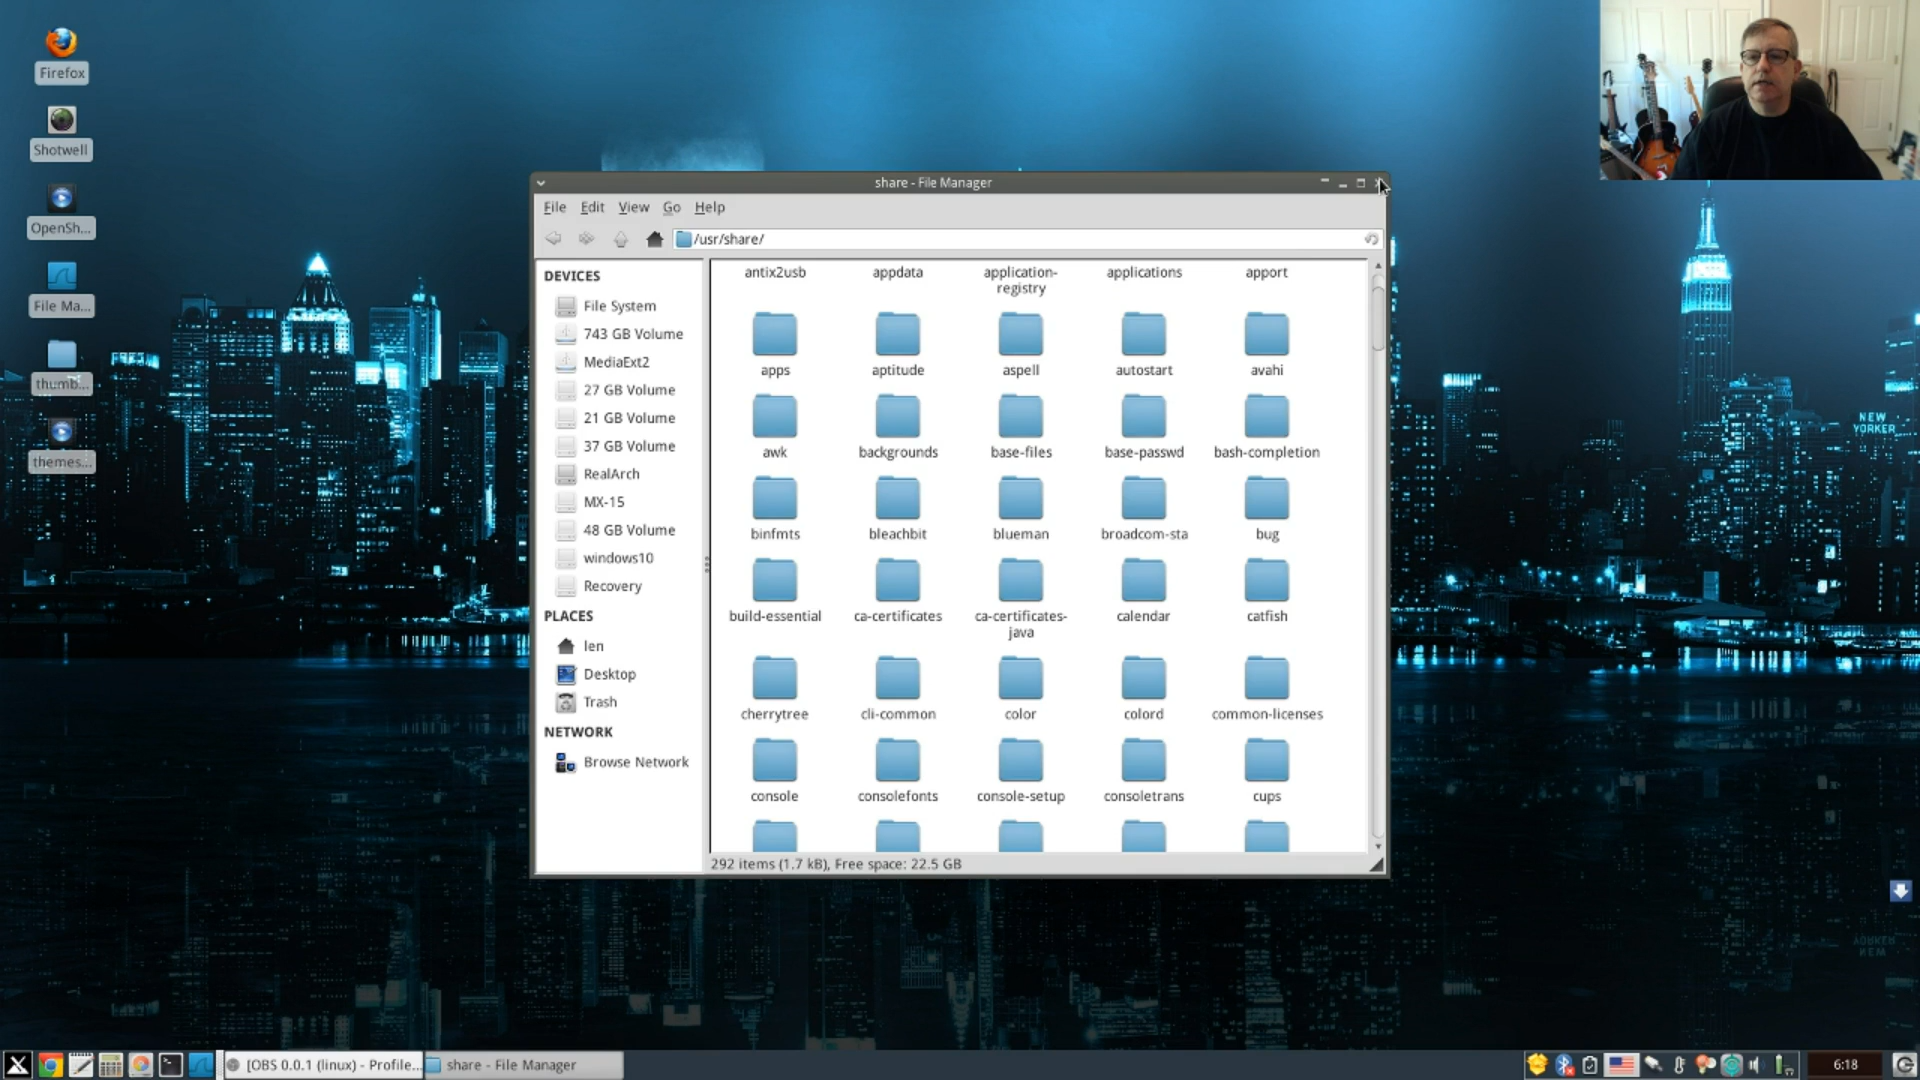 Firefox
Shotwell
OpenSh...
File Ma...
thumb...
themes...
share - File Manager
File Edit View Go Help
/usr/share/
DEVICES
File System
743 GB Volume
MediaExt2
27 GB Volume
21 GB Volume
37 GB Volume
RealArch
MX-15
48 GB Volume
windows10
Recovery
PLACES
len
Desktop
Trash
NETWORK
Browse Network
antix2usb appdata application-registry applications apport
apps aptitude aspell autostart avahi
awk backgrounds base-files base-passwd bash-completion
binfmts bleachbit blueman broadcom-sta bug
build-essential ca-certificates ca-certificates-java calendar catfish
cherrytree cli-common color colord common-licenses
console consolefonts console-setup consoletrans cups
292 items (1.7 kB), Free space: 22.5 GB
NEW
YORKER
[OBS 0.0.1 (linux) - Profile... share - File Manager 6:18